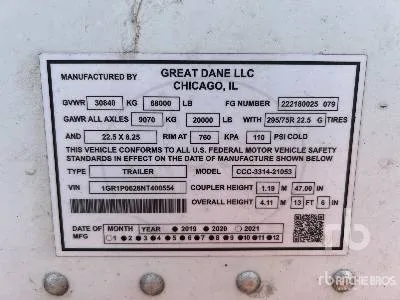 MANUFACTURED BY GREAT DANE LLC
CHICAGO, IL
GVWR 30840 KG 68000 LB FG NUMBER 222180025 079
GAWR ALL AXLES 9070 KG 20000 LB WITH 295/75R 22.5 G TIRES
AND 22.5 X 8.25 RIM AT 760 KPA 110 PSI COLD
THIS VEHICLE CONFORMS TO ALL U.S. FEDERAL MOTOR VEHICLE SAFETY
STANDARDS IN EFFECT ON THE DATE OF MANUFACTURE SHOWN BELOW
TYPE TRAILER MODEL CCC-3314-21053
VIN 1GR1P0628NT400554 COUPLER HEIGHT 1.19 M 47.00 IN
OVERALL HEIGHT 4.11 M 13 FT 6 IN
DATE OF MFG MONTH YEAR 2019 2020 2021
1 2 3 4 5 6 7 8 9 10 11 12
rb
RITCHIE BROS